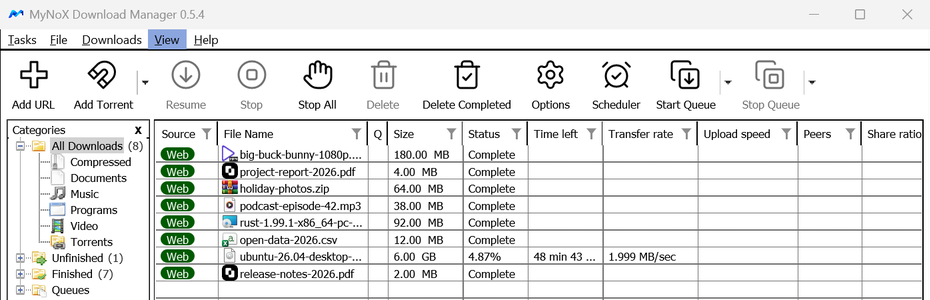 MyNoX Download Manager 0.5.4
Tasks File Downloads View Help
Add URL Add Torrent Resume Stop Stop All Delete Delete Completed Options Scheduler Start Queue Stop Queue
Categories X
All Downloads (8)
Compressed
Documents
Music
Programs
Video
Torrents
Unfinished (1)
Finished (7)
Queues
Source File Name Q Size Status Time left Transfer rate Upload speed Peers Share ratio
Web big-buck-bunny-1080p.... 180.00 MB Complete
Web project-report-2026.pdf 4.00 MB Complete
Web holiday-photos.zip 64.00 MB Complete
Web podcast-episode-42.mp3 38.00 MB Complete
Web rust-1.99.1-x86_64-pc-... 92.00 MB Complete
Web open-data-2026.csv 12.00 MB Complete
Web ubuntu-26.04-desktop-... 6.00 GB 4.87% 48 min 43 ... 1.999 MB/sec
Web release-notes-2026.pdf 2.00 MB Complete